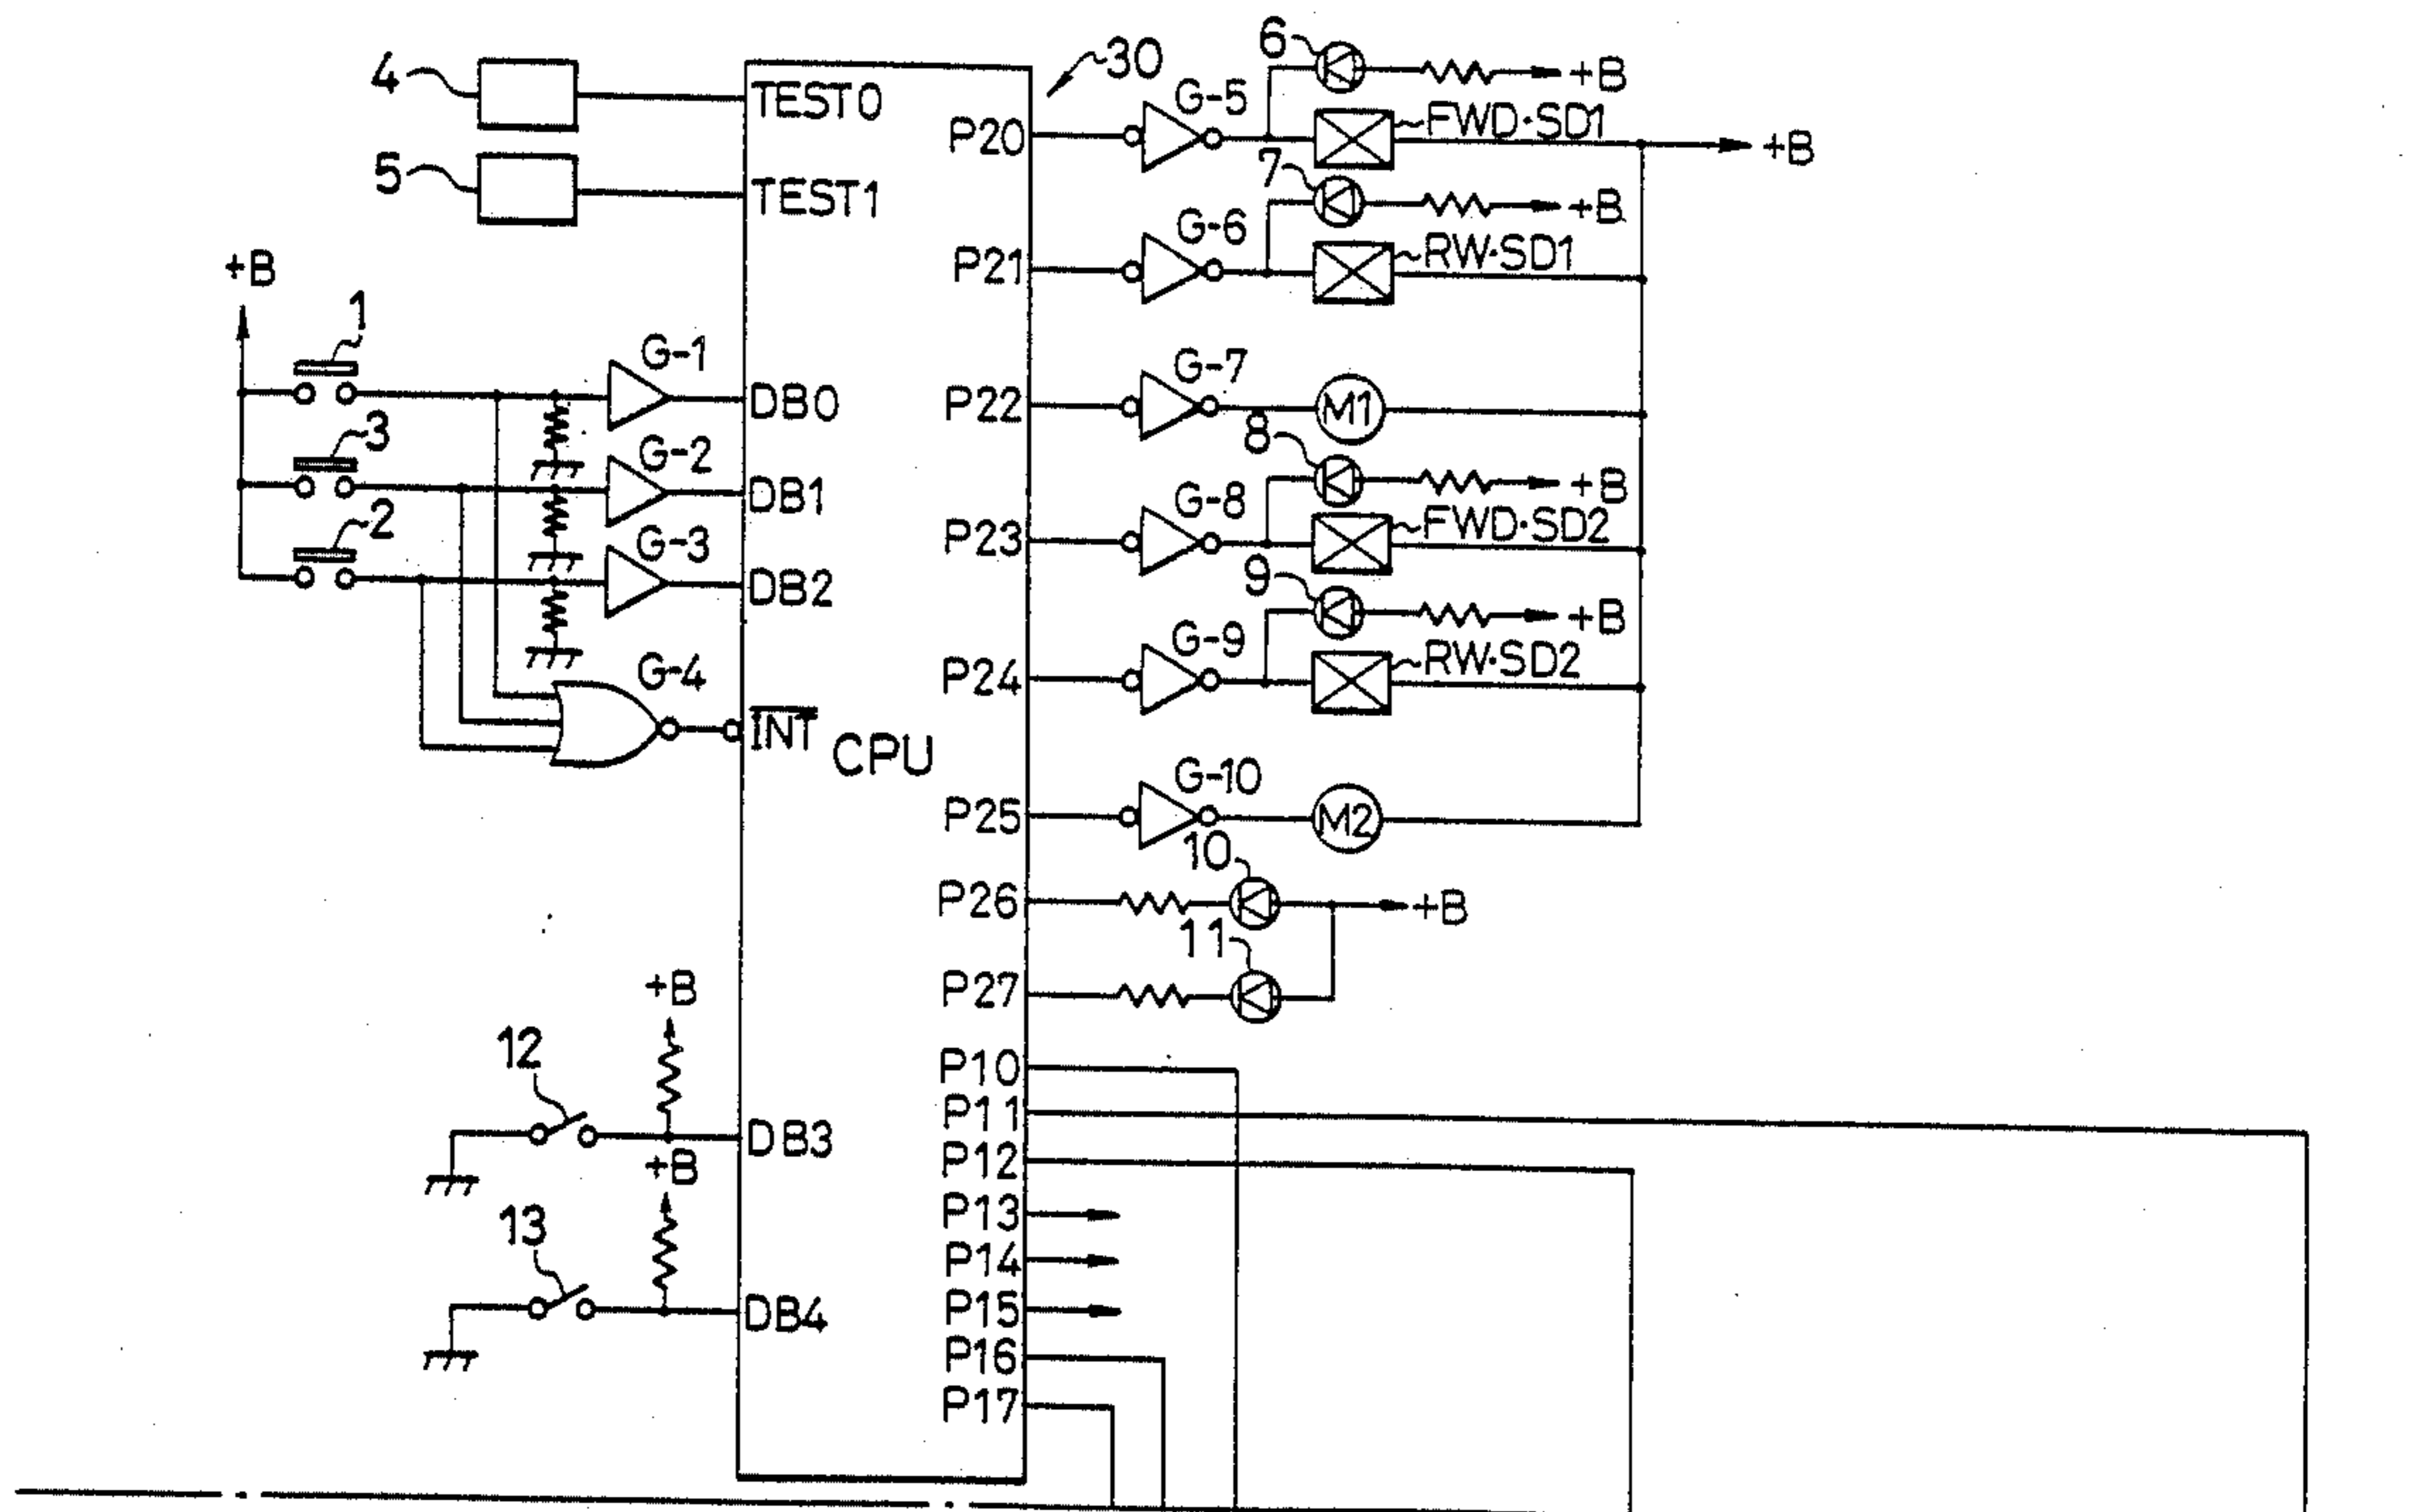 6
30
+B
4
TEST0
G-5
FWD·SD1
P20
+B
7
5
TEST1
+B
G-6
RW·SD1
P21
+B
1
G-1
G-7
DB0
P22
M1
8
3
G-2
+B
DB1
G-8
FWD·SD2
P23
2
G-3
9
DB2
+B
G-9
RW·SD2
G-4
P24
INT
CPU
G-10
P25
M2
10
P26
+B
11
P27
+B
12
P10
P11
DB3
P12
+B
P13
13
P14
DB4
P15
P16
P17